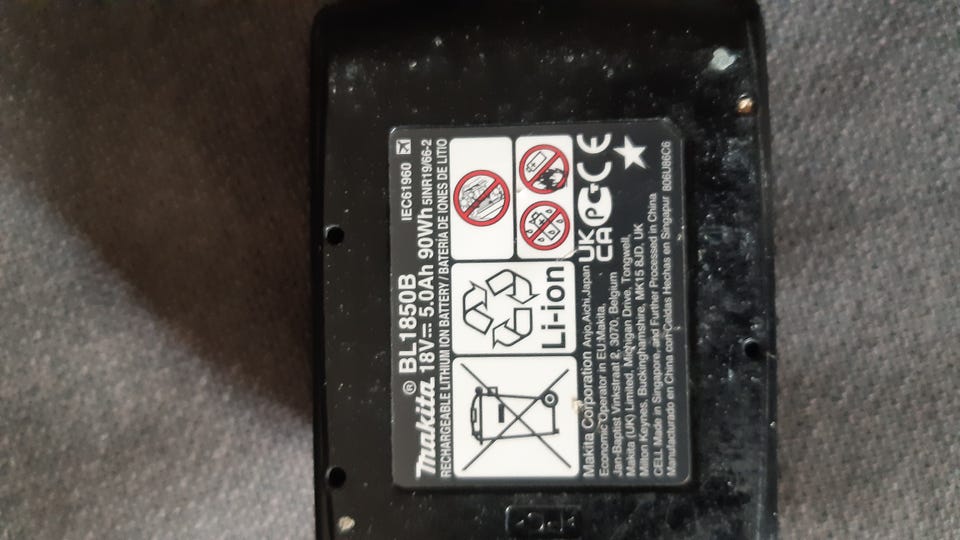 makita® BL1850B IEC61960
18V⎓ 5.0Ah 90Wh 5INR19/66-2
RECHARGEABLE LITHIUM ION BATTERY / BATERÍA DE IONES DE LITIO
Li-ion
Makita Corporation Anjo,Aichi,Japan
Economic Operator in EU:Makita,
Jan-Baptist Vinkstraat 2, 3070, Belgium
Makita (UK) Limited, Michigan Drive, Tongwell,
Milton Keynes, Buckinghamshire, MK15 8JD, UK
CELL Made in Singapore, and Further Processed in China
Manufacturado en China con Celdas Hechas en Singapur 806U86C6
UK
CA PG CE
>PC<